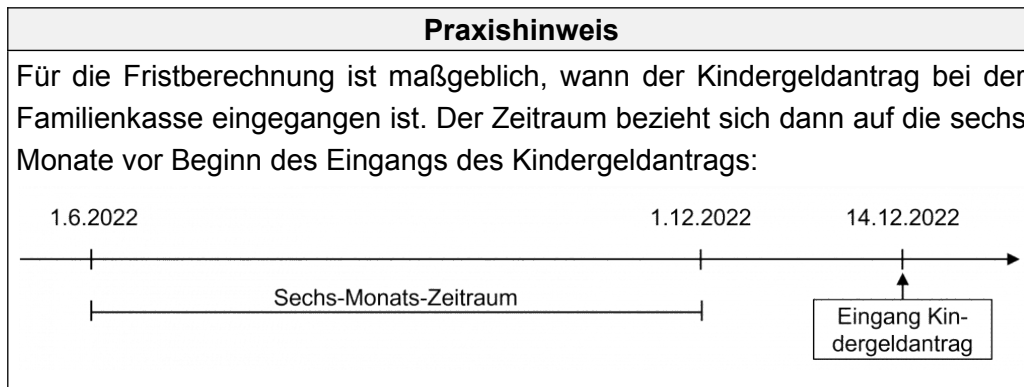 Praxishinweis
Für die Fristberechnung ist maßgeblich, wann der Kindergeldantrag bei der
Familienkasse eingegangen ist. Der Zeitraum bezieht sich dann auf die sechs
Monate vor Beginn des Eingangs des Kindergeldantrags:
1.6.2022 1.12.2022 14.12.2022
Sechs-Monats-Zeitraum
Eingang Kin-
dergeldantrag